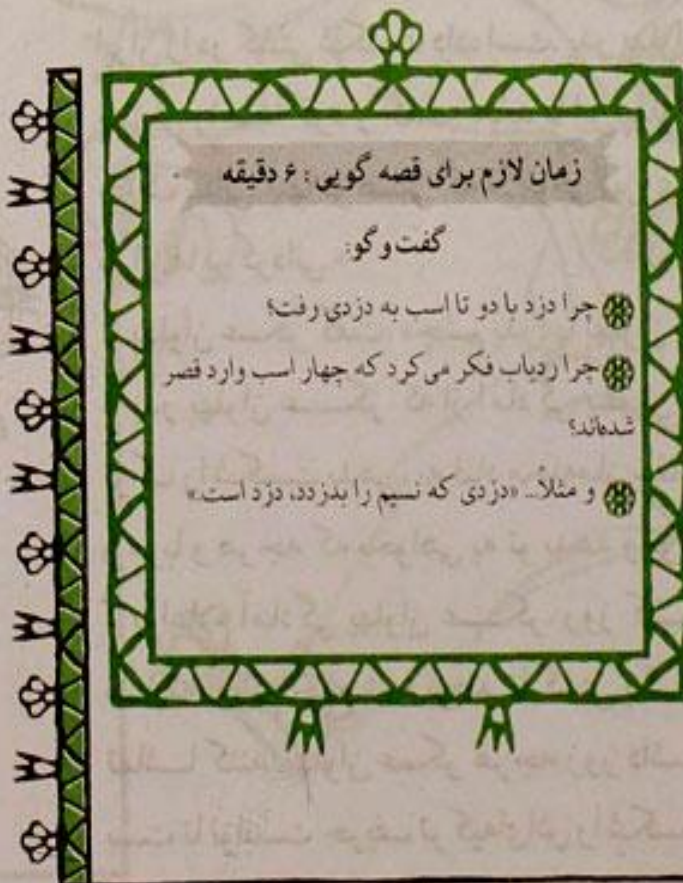 زمان لازم برای قصه گویی: ۶ دقیقه
گفت و گو:
چرا دزد با دو تا اسب به دزدی رفت؟
چرا ردیاب فکر می‌کرد که چهار اسب وارد قصر
شده‌اند؟
و مثلاً... «دزدی که نسیم را بدزدد، دزد است.»